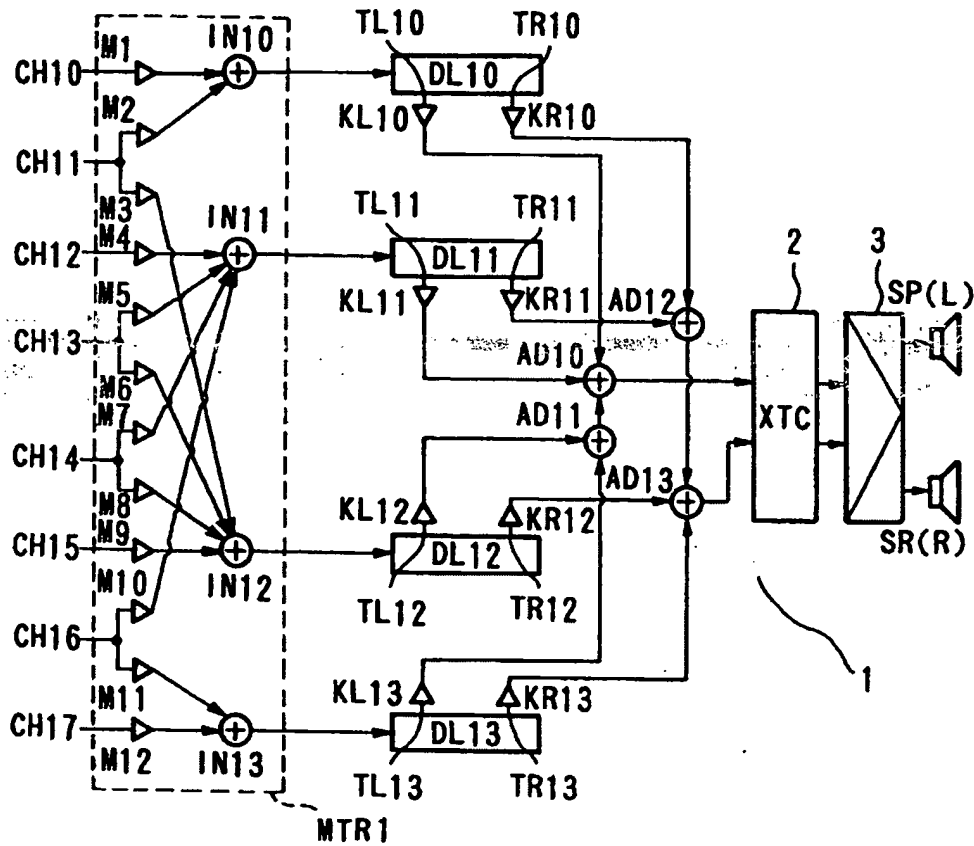 TL10 TR10
M1 IN10
CH10 DL10
M2 KL10 KR10
CH11
M3 TL11 TR11
M4 IN11
CH12 DL11 2 3
M5 KL11 KR11 AD12 SP(L)
CH13 AD10
M6 XTC
M7 AD11
CH14 AD13
M8 KL12 KR12
M9 SR(R)
CH15 IN12 DL12
M10 TL12 TR12
CH16 1
M11 KL13 KR13
CH17 DL13
M12 IN13 TL13 TR13
MTR1